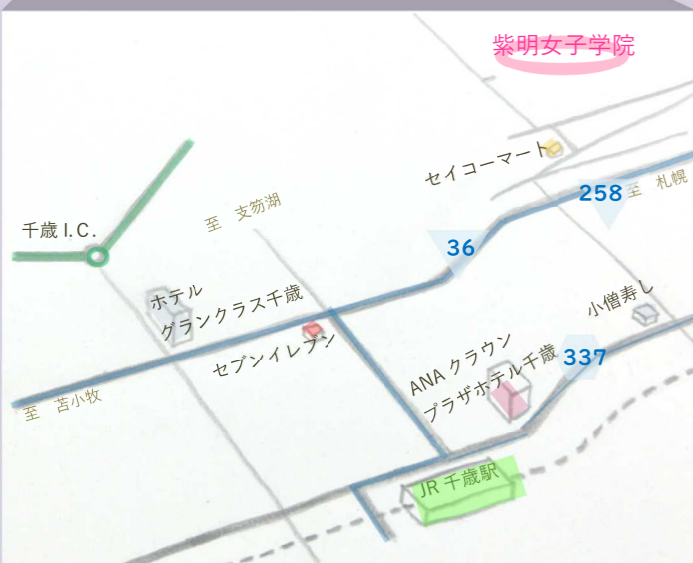 紫明女子学院
セイコーマート
258
至 札幌
至 支笏湖
千歳 I.C.
36
ホテル
グランクラス千歳
小僧寿し
セブンイレブン
ANA クラウン
プラザホテル千歳
337
至 苫小牧
JR 千歳駅